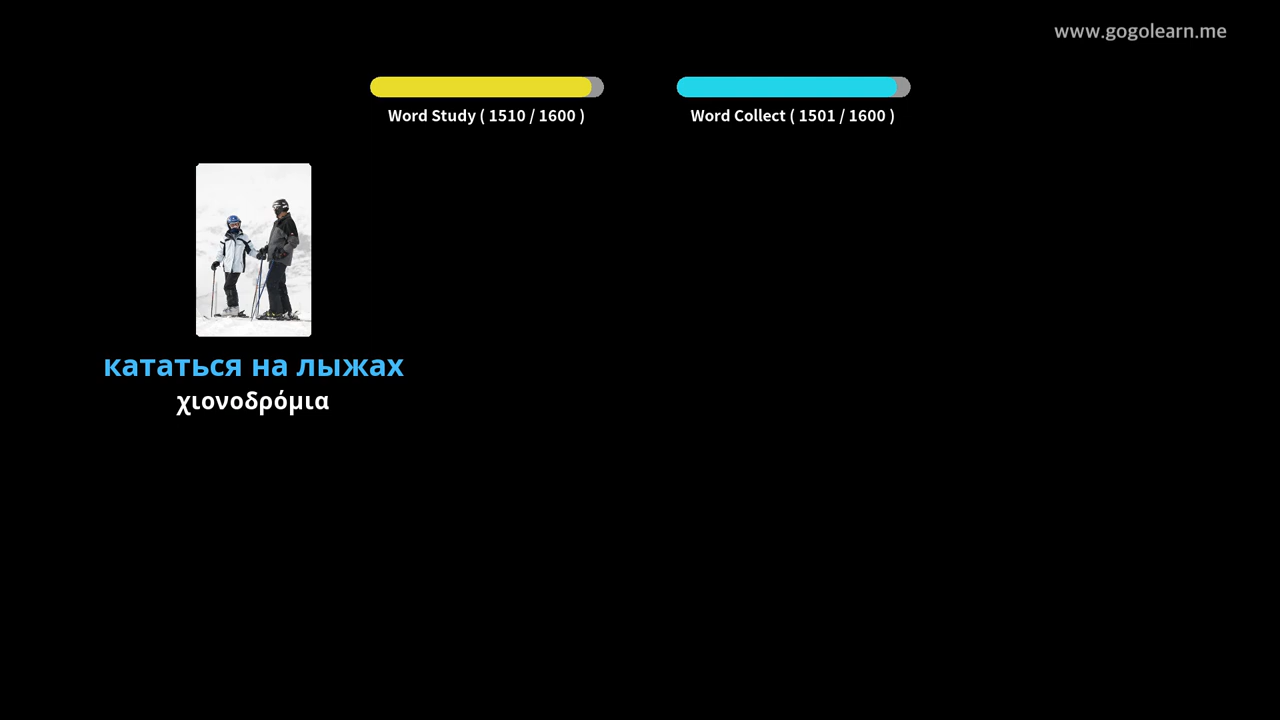 www.gogolearn.me
Word Study ( 1510 / 1600 )
Word Collect ( 1501 / 1600 )
кататься на лыжах
χιονοδρόμια